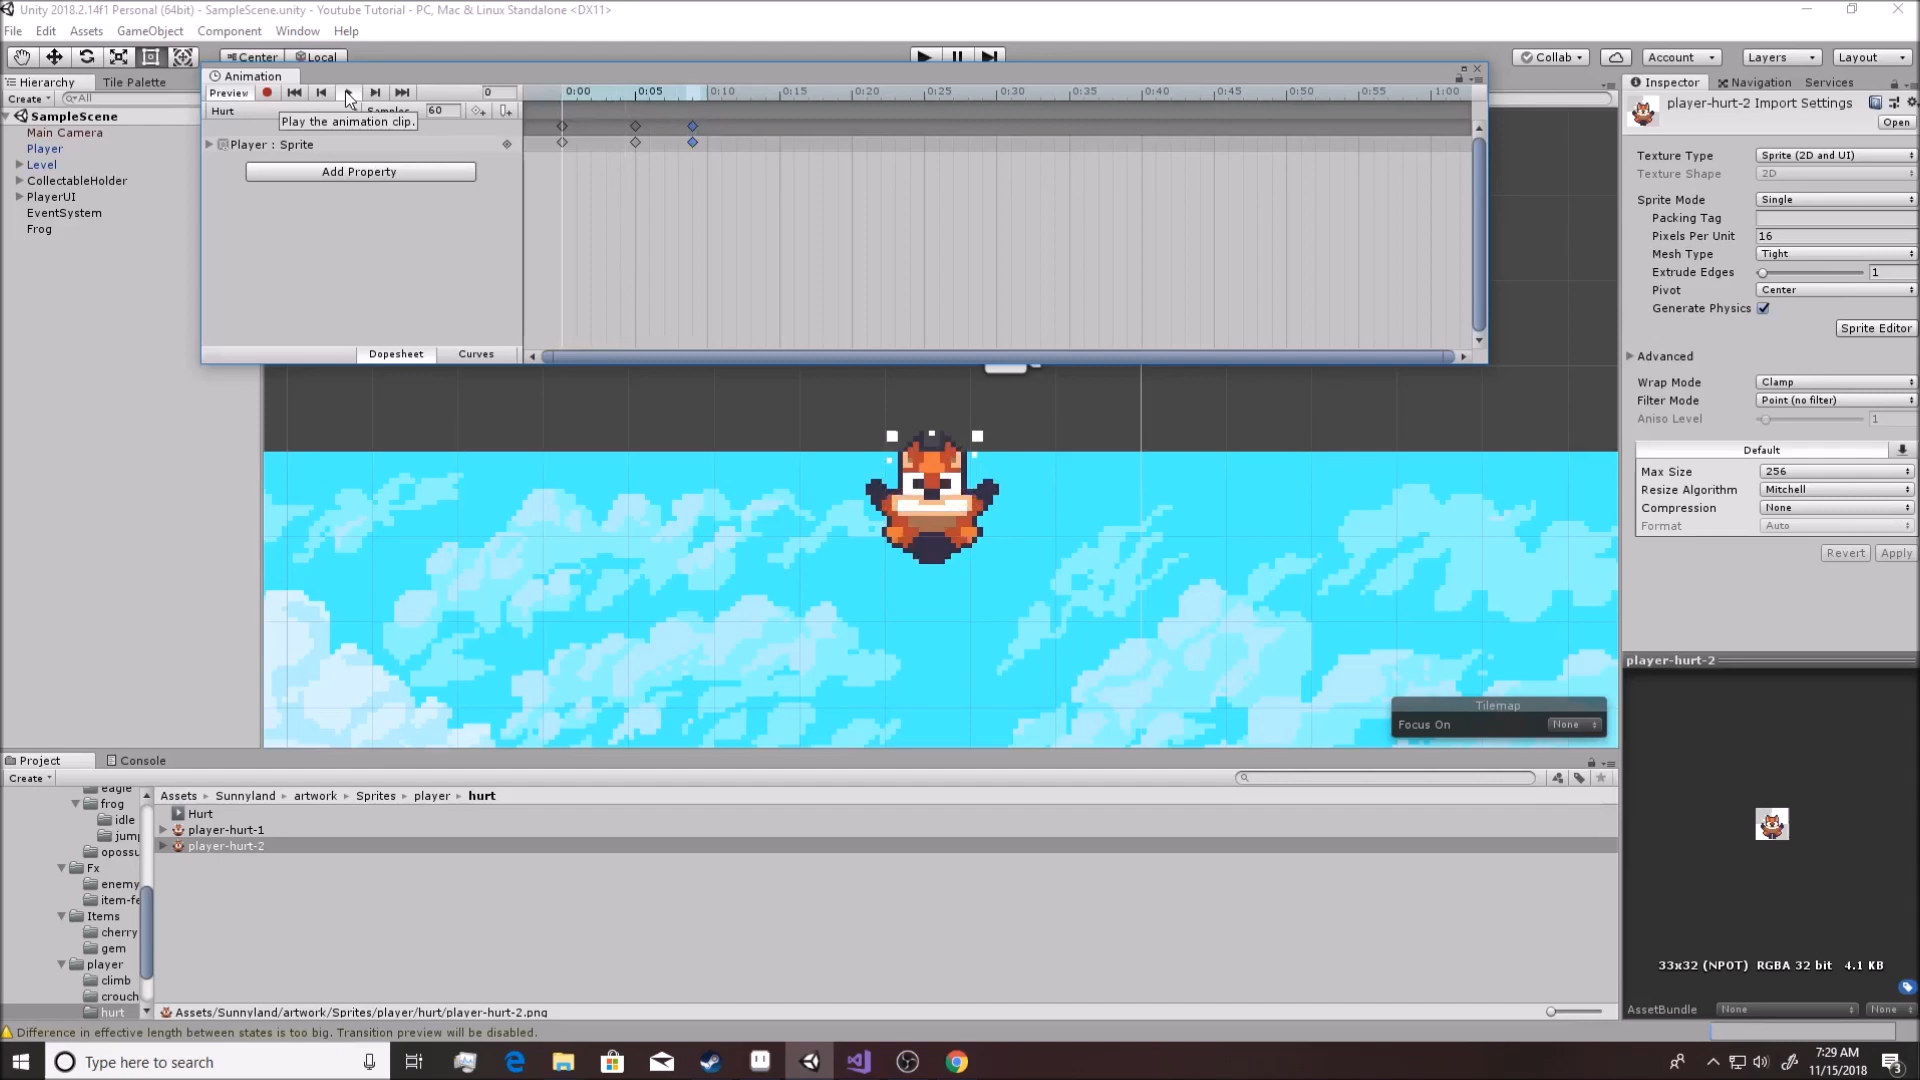 Unity 2018.2.14f1 Personal (64bit) - SampleScene.unity - Youtube Tutorial - PC, Mac & Linux Standalone <DX11>
File Edit Assets GameObject Component Window Help
Center Local Collab Account Layers Layout
Hierarchy Tile Palette
Create All
SampleScene
Main Camera
Player
Level
CollectableHolder
PlayerUI
EventSystem
Frog
Animation
Preview 0
Hurt Samples 60
Play the animation clip.
0:00 0:05 0:10 0:15 0:20 0:25 0:30 0:35 0:40 0:45 0:50 0:55 1:00
Player : Sprite
Add Property
Dopesheet Curves
Inspector Navigation Services
player-hurt-2 Import Settings
Open
Texture Type Sprite (2D and UI)
Texture Shape 2D
Sprite Mode Single
Packing Tag
Pixels Per Unit 16
Mesh Type Tight
Extrude Edges 1
Pivot Center
Generate Physics
Sprite Editor
Advanced
Wrap Mode Clamp
Filter Mode Point (no filter)
Aniso Level 1
Default
Max Size 256
Resize Algorithm Mitchell
Compression None
Format Auto
Revert Apply
Tilemap
Focus On None
player-hurt-2
33x32 (NPOT) RGBA 32 bit 4.1 KB
AssetBundle None None
Project Console
Create
eagle
frog
idle
jump
opossu
Fx
enemy
item-fe
Items
cherry
gem
player
climb
crouch
hurt
Assets Sunnyland artwork Sprites player hurt
Hurt
player-hurt-1
player-hurt-2
Assets/Sunnyland/artwork/Sprites/player/hurt/player-hurt-2.png
Difference in effective length between states is too big. Transition preview will be disabled.
Type here to search
7:29 AM
11/15/2018
3